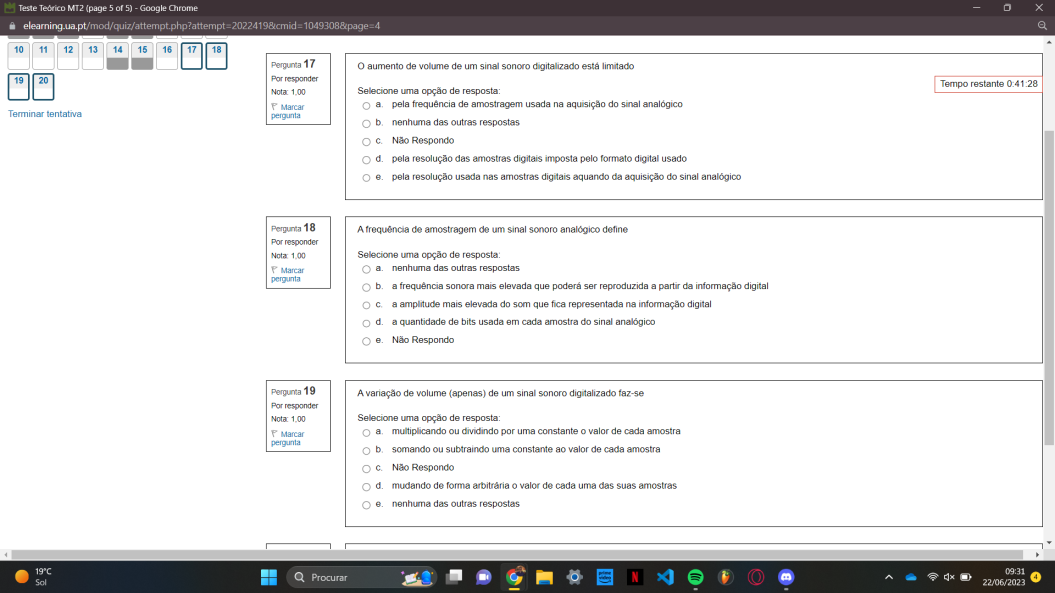 Teste Teórico MT2 (page 5 of 5) - Google Chrome
elearning.ua.pt/mod/quiz/attempt.php?attempt=2022419&cmid=1049308&page=4
10 11 12 13 14 15 16 17 18
19 20
Terminar tentativa
Tempo restante 0:41:28
Pergunta 17
Por responder
Nota: 1,00
Marcar
pergunta
O aumento de volume de um sinal sonoro digitalizado está limitado
Selecione uma opção de resposta:
a. pela frequência de amostragem usada na aquisição do sinal analógico
b. nenhuma das outras respostas
c. Não Respondo
d. pela resolução das amostras digitais imposta pelo formato digital usado
e. pela resolução usada nas amostras digitais aquando da aquisição do sinal analógico
Pergunta 18
Por responder
Nota: 1,00
Marcar
pergunta
A frequência de amostragem de um sinal sonoro analógico define
Selecione uma opção de resposta:
a. nenhuma das outras respostas
b. a frequência sonora mais elevada que poderá ser reproduzida a partir da informação digital
c. a amplitude mais elevada do som que fica representada na informação digital
d. a quantidade de bits usada em cada amostra do sinal analógico
e. Não Respondo
Pergunta 19
Por responder
Nota: 1,00
Marcar
pergunta
A variação de volume (apenas) de um sinal sonoro digitalizado faz-se
Selecione uma opção de resposta:
a. multiplicando ou dividindo por uma constante o valor de cada amostra
b. somando ou subtraindo uma constante ao valor de cada amostra
c. Não Respondo
d. mudando de forma arbitrária o valor de cada uma das suas amostras
e. nenhuma das outras respostas
19°C
Sol
Procurar
09:31
22/06/2023
4